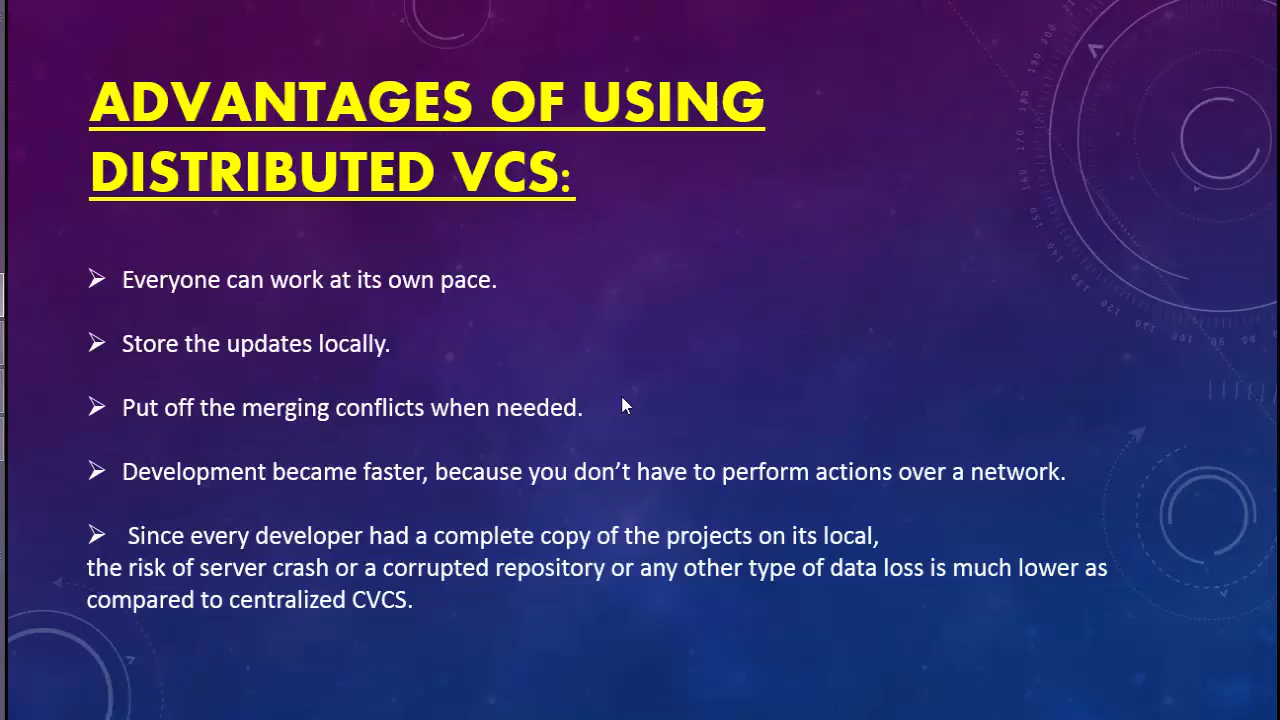 ADVANTAGES OF USING
DISTRIBUTED VCS:
➢ Everyone can work at its own pace.
➢ Store the updates locally.
➢ Put off the merging conflicts when needed.
➢ Development became faster, because you don’t have to perform actions over a network.
➢ Since every developer had a complete copy of the projects on its local,
the risk of server crash or a corrupted repository or any other type of data loss is much lower as
compared to centralized CVCS.